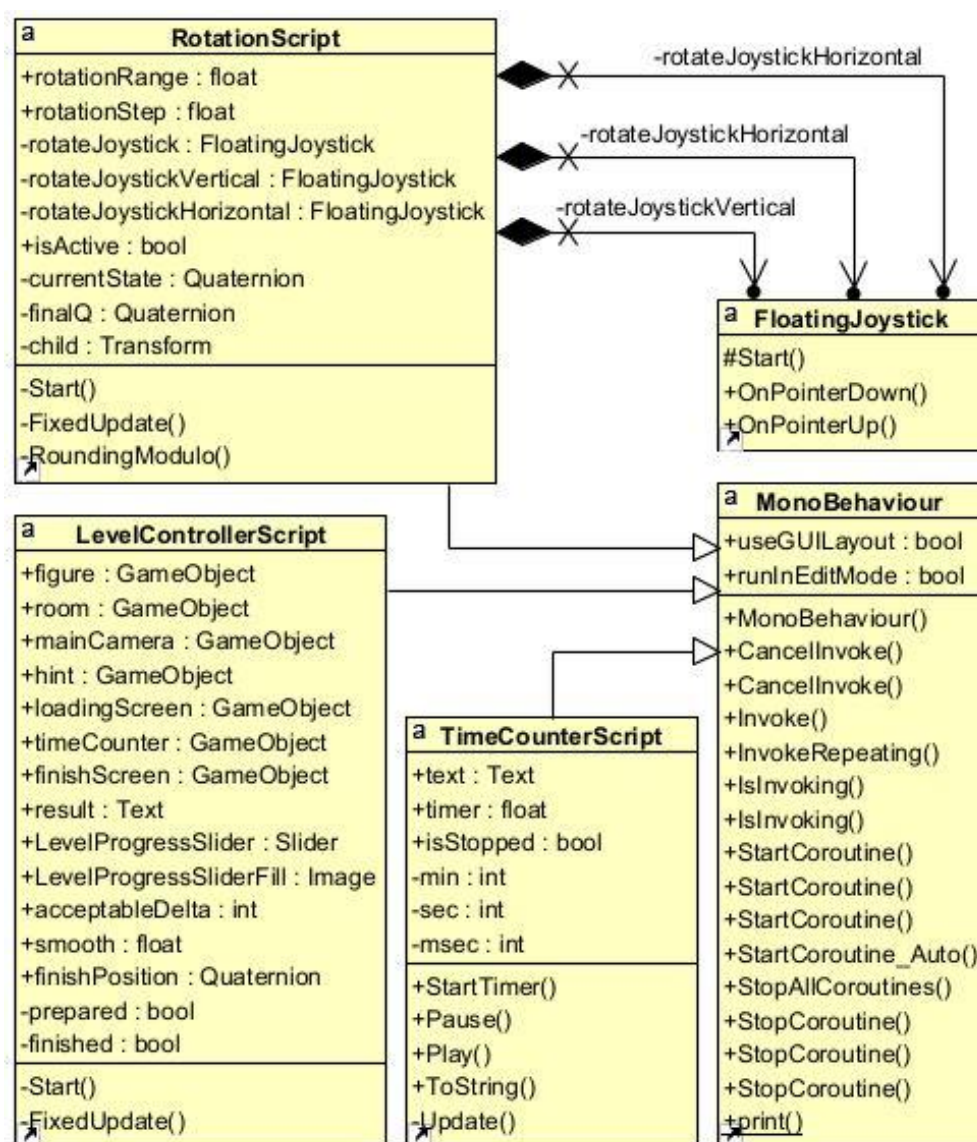 a
RotationScript
+rotationRange : float
+rotationStep : float
-rotateJoystick : FloatingJoystick
-rotateJoystickVertical : FloatingJoystick
-rotateJoystickHorizontal : FloatingJoystick
+isActive : bool
-currentState : Quaternion
-finalQ : Quaternion
-child : Transform
-Start()
-FixedUpdate()
-RoundingModulo()
-rotateJoystickHorizontal
-rotateJoystickHorizontal
-rotateJoystickVertical
a
FloatingJoystick
#Start()
+OnPointerDown()
+OnPointerUp()
a
LevelControllerScript
+figure : GameObject
+room : GameObject
+mainCamera : GameObject
+hint : GameObject
+loadingScreen : GameObject
+timeCounter : GameObject
+finishScreen : GameObject
+result : Text
+LevelProgressSlider : Slider
+LevelProgressSliderFill : Image
+acceptableDelta : int
+smooth : float
+finishPosition : Quaternion
-prepared : bool
-finished : bool
-Start()
-FixedUpdate()
a
TimeCounterScript
+text : Text
+timer : float
+isStopped : bool
-min : int
-sec : int
-msec : int
+StartTimer()
+Pause()
+Play()
+ToString()
-Update()
a
MonoBehaviour
+useGUILayout : bool
+runInEditMode : bool
+MonoBehaviour()
+CancelInvoke()
+CancelInvoke()
+Invoke()
+InvokeRepeating()
+IsInvoking()
+IsInvoking()
+StartCoroutine()
+StartCoroutine()
+StartCoroutine()
+StartCoroutine_Auto()
+StopAllCoroutines()
+StopCoroutine()
+StopCoroutine()
+StopCoroutine()
+print()